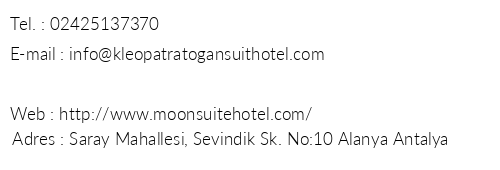 Tel. : 02425137370
E-mail : info@kleopatratogansuithotel.com
Web : http://www.moonsuitehotel.com/
Adres : Saray Mahallesi, Sevindik Sk. No:10 Alanya Antalya